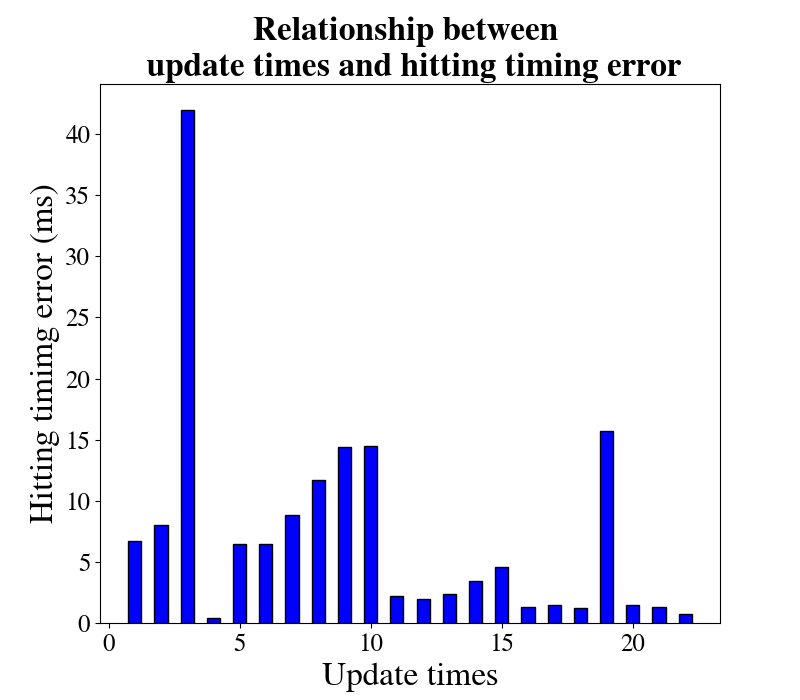 Relationship between
update times and hitting timing error
Hitting timimg error (ms)
40
35
30
25
20
15
10
5
0
0 5 10 15 20
Update times